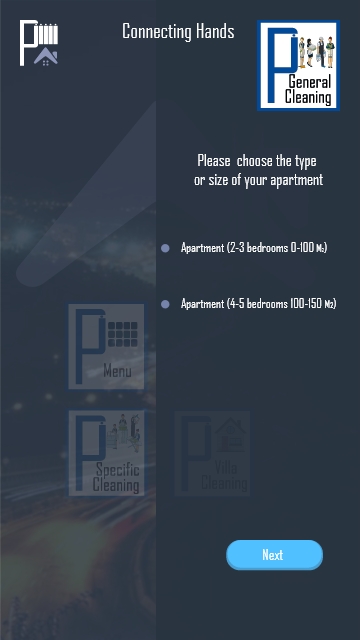 Connecting Hands
General
Cleaning
Please choose the type
or size of your apartment
Apartment (2-3 bedrooms 0-100 M2)
Apartment (4-5 bedrooms 100-150 M2)
Menu
Specific
Cleaning
Villa
Cleaning
Next